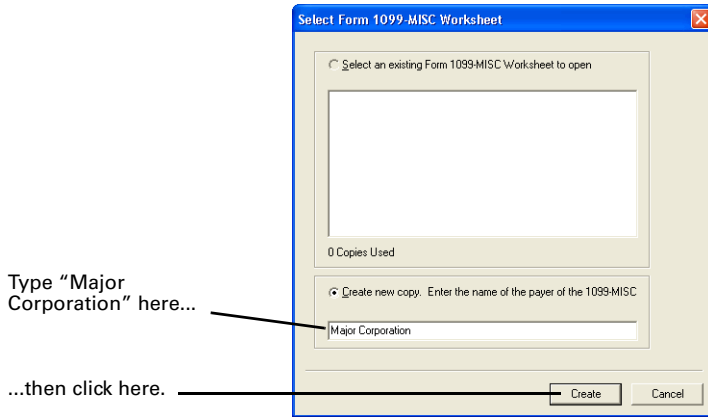 Select Form 1099-MISC Worksheet
Select an existing Form 1099-MISC Worksheet to open
0 Copies Used
Type “Major
Corporation” here...
Create new copy. Enter the name of the payer of the 1099-MISC
Major Corporation
...then click here.
Create
Cancel